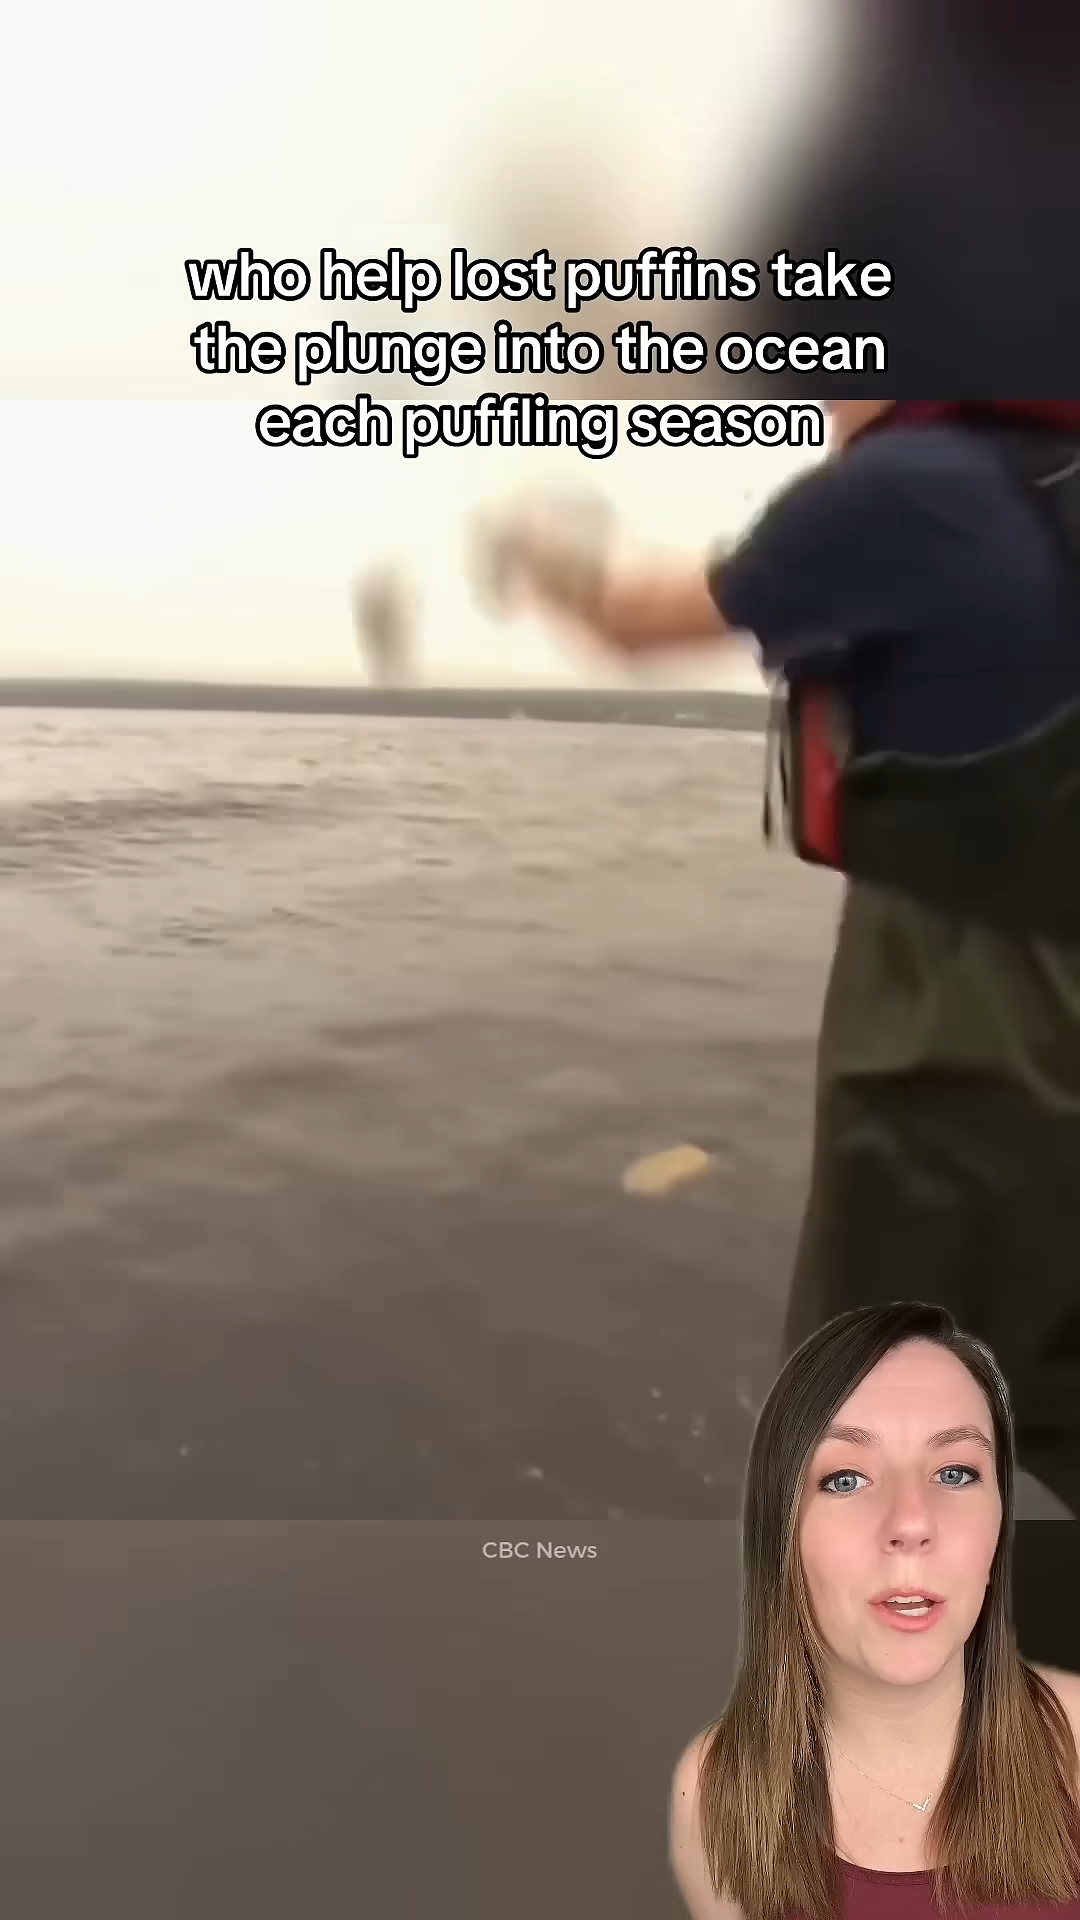 who help lost puffins take
the plunge into the ocean
each puffling season
CBC News